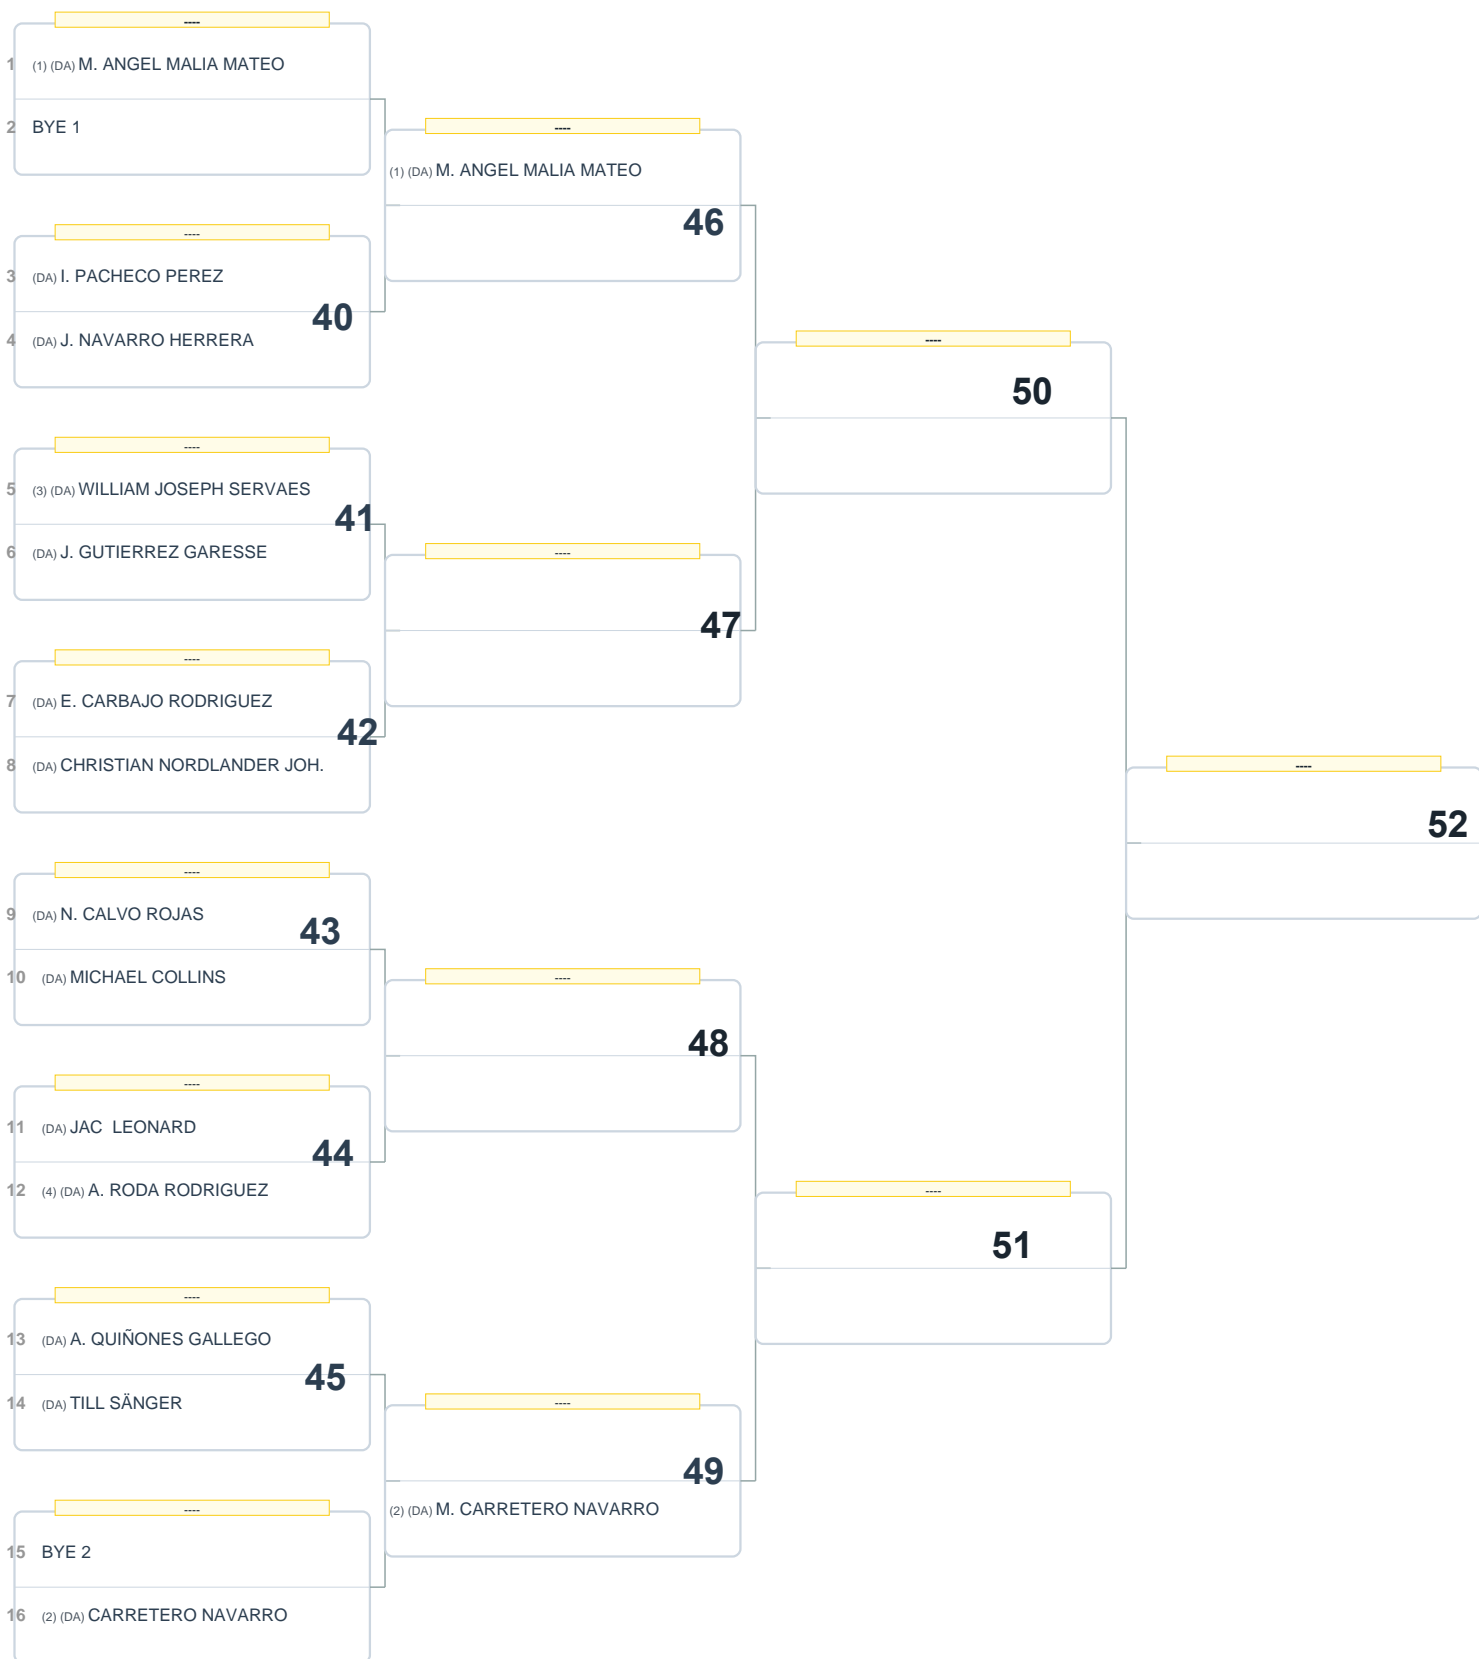 ----
1 (1) (DA) M. ANGEL MALIA MATEO
2 BYE 1
----
3 (DA) I. PACHECO PEREZ
40
4 (DA) J. NAVARRO HERRERA
----
5 (3) (DA) WILLIAM JOSEPH SERVAES
41
6 (DA) J. GUTIERREZ GARESSE
----
7 (DA) E. CARBAJO RODRIGUEZ
42
8 (DA) CHRISTIAN NORDLANDER JOH.
----
9 (DA) N. CALVO ROJAS
43
10 (DA) MICHAEL COLLINS
----
11 (DA) JAC  LEONARD
44
12 (4) (DA) A. RODA RODRIGUEZ
----
13 (DA) A. QUIÑONES GALLEGO
45
14 (DA) TILL SÄNGER
----
15 BYE 2
16 (2) (DA) CARRETERO NAVARRO
----
(1) (DA) M. ANGEL MALIA MATEO
46
----
47
----
48
----
49
(2) (DA) M. CARRETERO NAVARRO
----
50
----
51
----
52